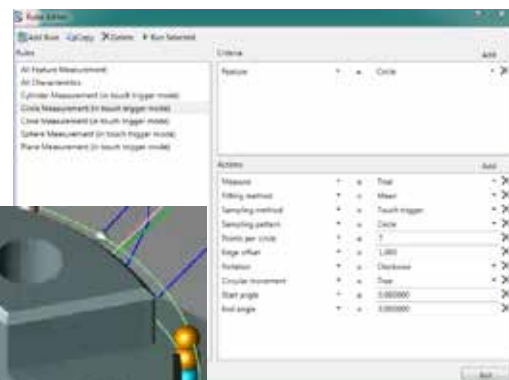 Rules Editor
Add Rule Copy Delete Run Selected
Rules
All Feature Measurement
All Characteristics
Cylinder Measurement (in touch trigger mode)
Circle Measurement (in touch trigger mode)
Cone Measurement (in touch trigger mode)
Sphere Measurement (in touch trigger mode)
Plane Measurement (in touch trigger mode)
Criteria Add
Feature = Circle
Actions Add
Measure = True
Fitting method = Mean
Sampling method = Touch trigger
Sampling pattern = Circle
Points per circle = 7
Edge offset = 1.000
Rotation = Clockwise
Circular movement = True
Start angle = 0.000000
End angle = 0.000000